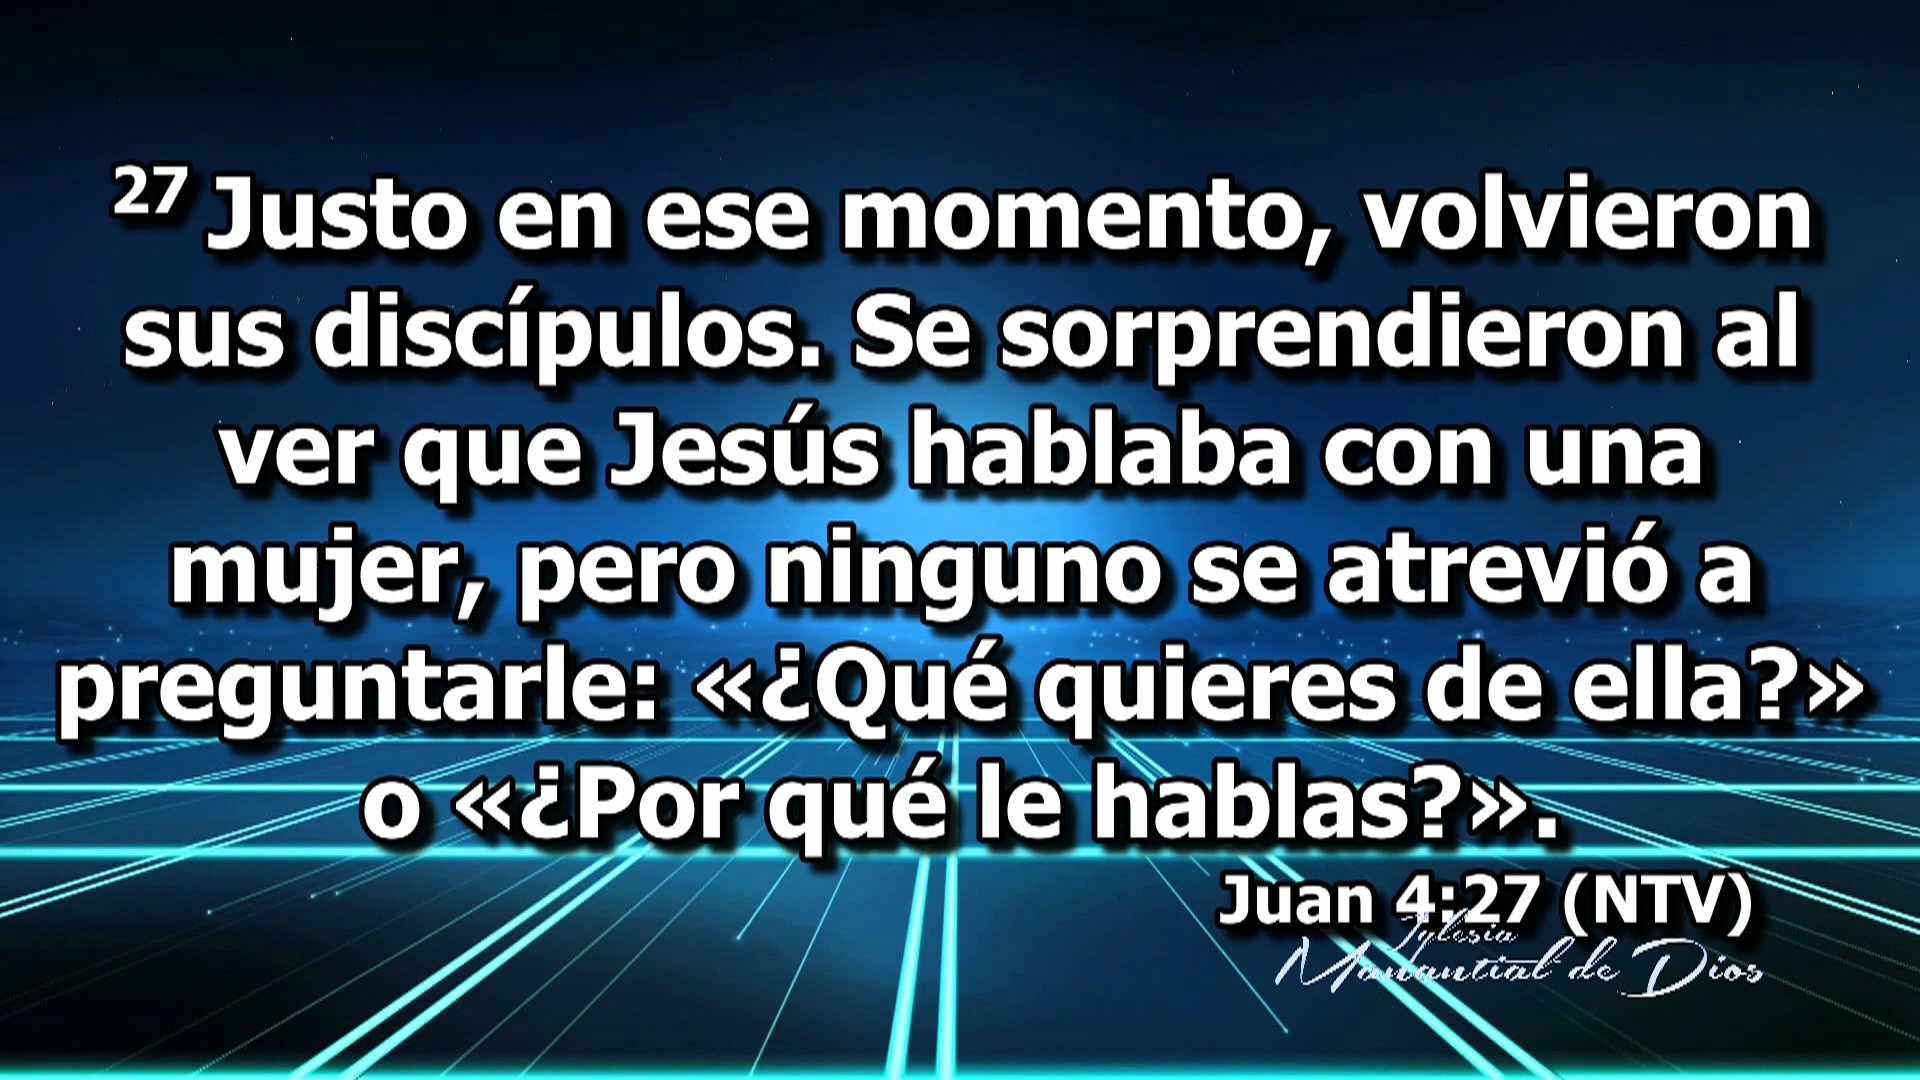 27 Justo en ese momento, volvieron
sus discípulos. Se sorprendieron al
ver que Jesús hablaba con una
mujer, pero ninguno se atrevió a
preguntarle: «¿Qué quieres de ella?»
o «¿Por qué le hablas?».
Juan 4:27 (NTV)
Iglesia
Manantial de Dios